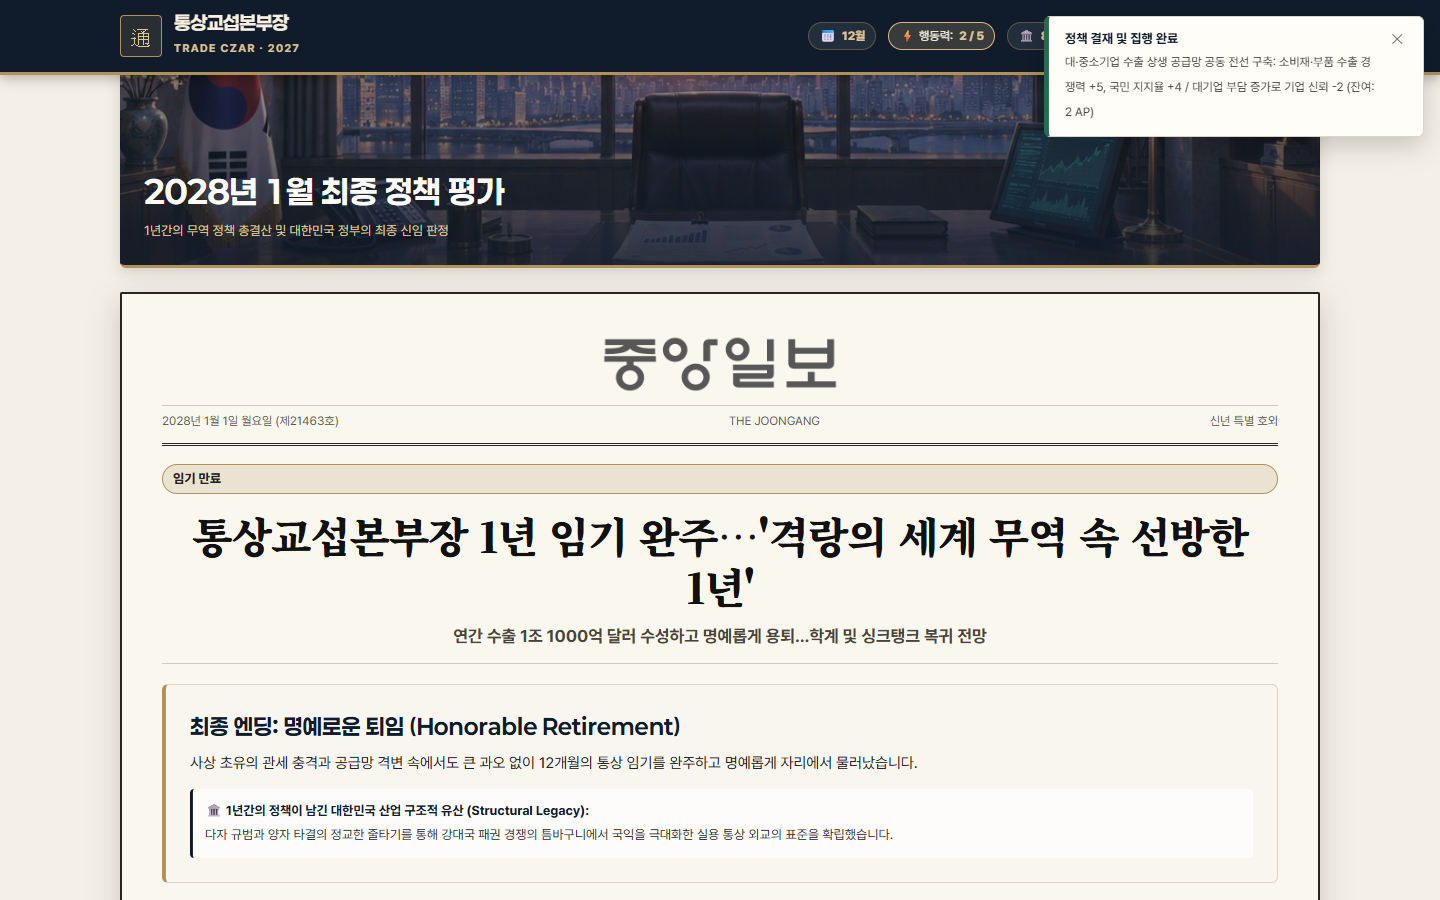 通
통상교섭본부장
TRADE CZAR · 2027
12월
행동력: 2 / 5
정책 결재 및 집행 완료
대·중소기업 수출 상생 공급망 공동 전선 구축: 소비재·부품 수출 경
쟁력 +5, 국민 지지율 +4 / 대기업 부담 증가로 기업 신뢰 -2 (잔여:
2 AP)
2028년 1월 최종 정책 평가
1년간의 무역 정책 총결산 및 대한민국 정부의 최종 신임 판정
중앙일보
2028년 1월 1일 월요일 (제21463호)
THE JOONGANG
신년 특별 호외
임기 만료
통상교섭본부장 1년 임기 완주…'격랑의 세계 무역 속 선방한
1년'
연간 수출 1조 1000억 달러 수성하고 명예롭게 용퇴...학계 및 싱크탱크 복귀 전망
최종 엔딩: 명예로운 퇴임 (Honorable Retirement)
사상 초유의 관세 충격과 공급망 격변 속에서도 큰 과오 없이 12개월의 통상 임기를 완주하고 명예롭게 자리에서 물러났습니다.
1년간의 정책이 남긴 대한민국 산업 구조적 유산 (Structural Legacy):
다자 규범과 양자 타결의 정교한 줄타기를 통해 강대국 패권 경쟁의 틈바구니에서 국익을 극대화한 실용 통상 외교의 표준을 확립했습니다.